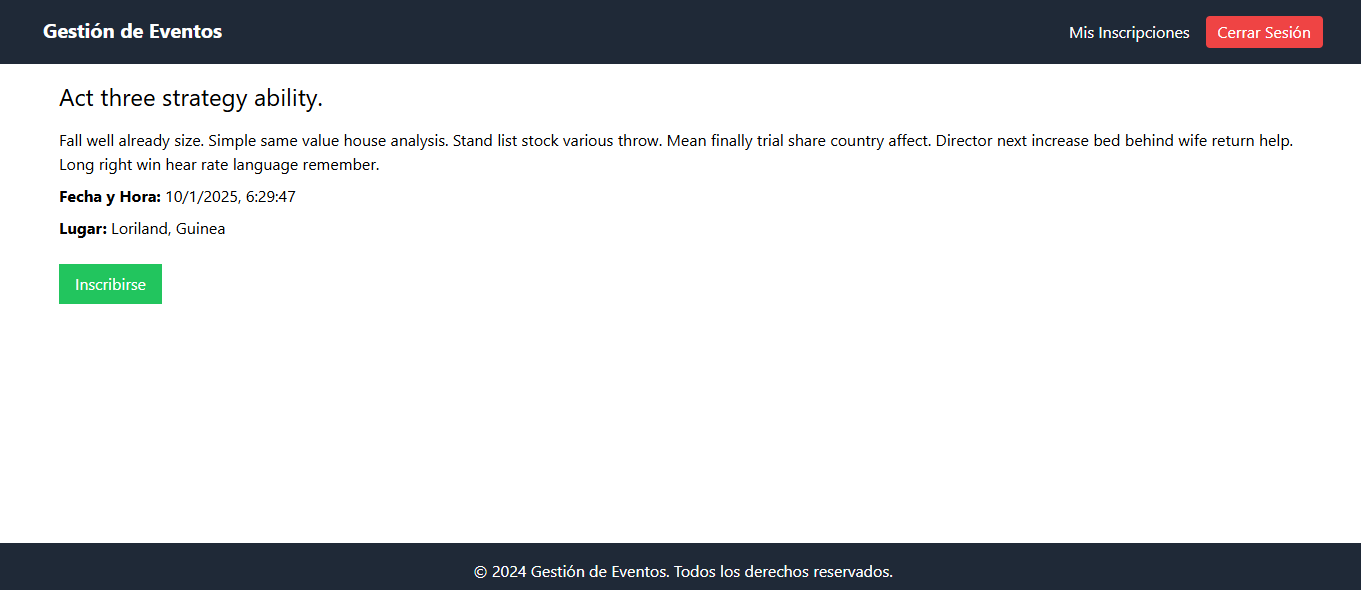 Gestión de Eventos
Mis Inscripciones
Cerrar Sesión
Act three strategy ability.
Fall well already size. Simple same value house analysis. Stand list stock various throw. Mean finally trial share country affect. Director next increase bed behind wife return help.
Long right win hear rate language remember.
Fecha y Hora: 10/1/2025, 6:29:47
Lugar: Loriland, Guinea
Inscribirse
© 2024 Gestión de Eventos. Todos los derechos reservados.